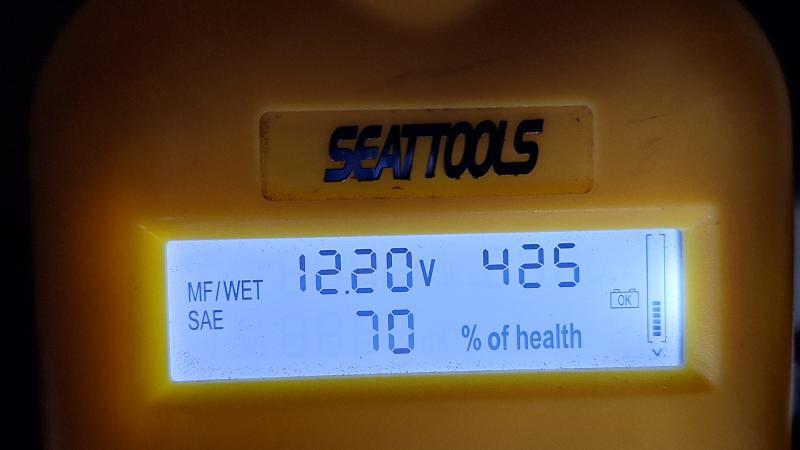 SEATTOOLS
MF/WET 12.20V 425
OK
SAE 70 % of health